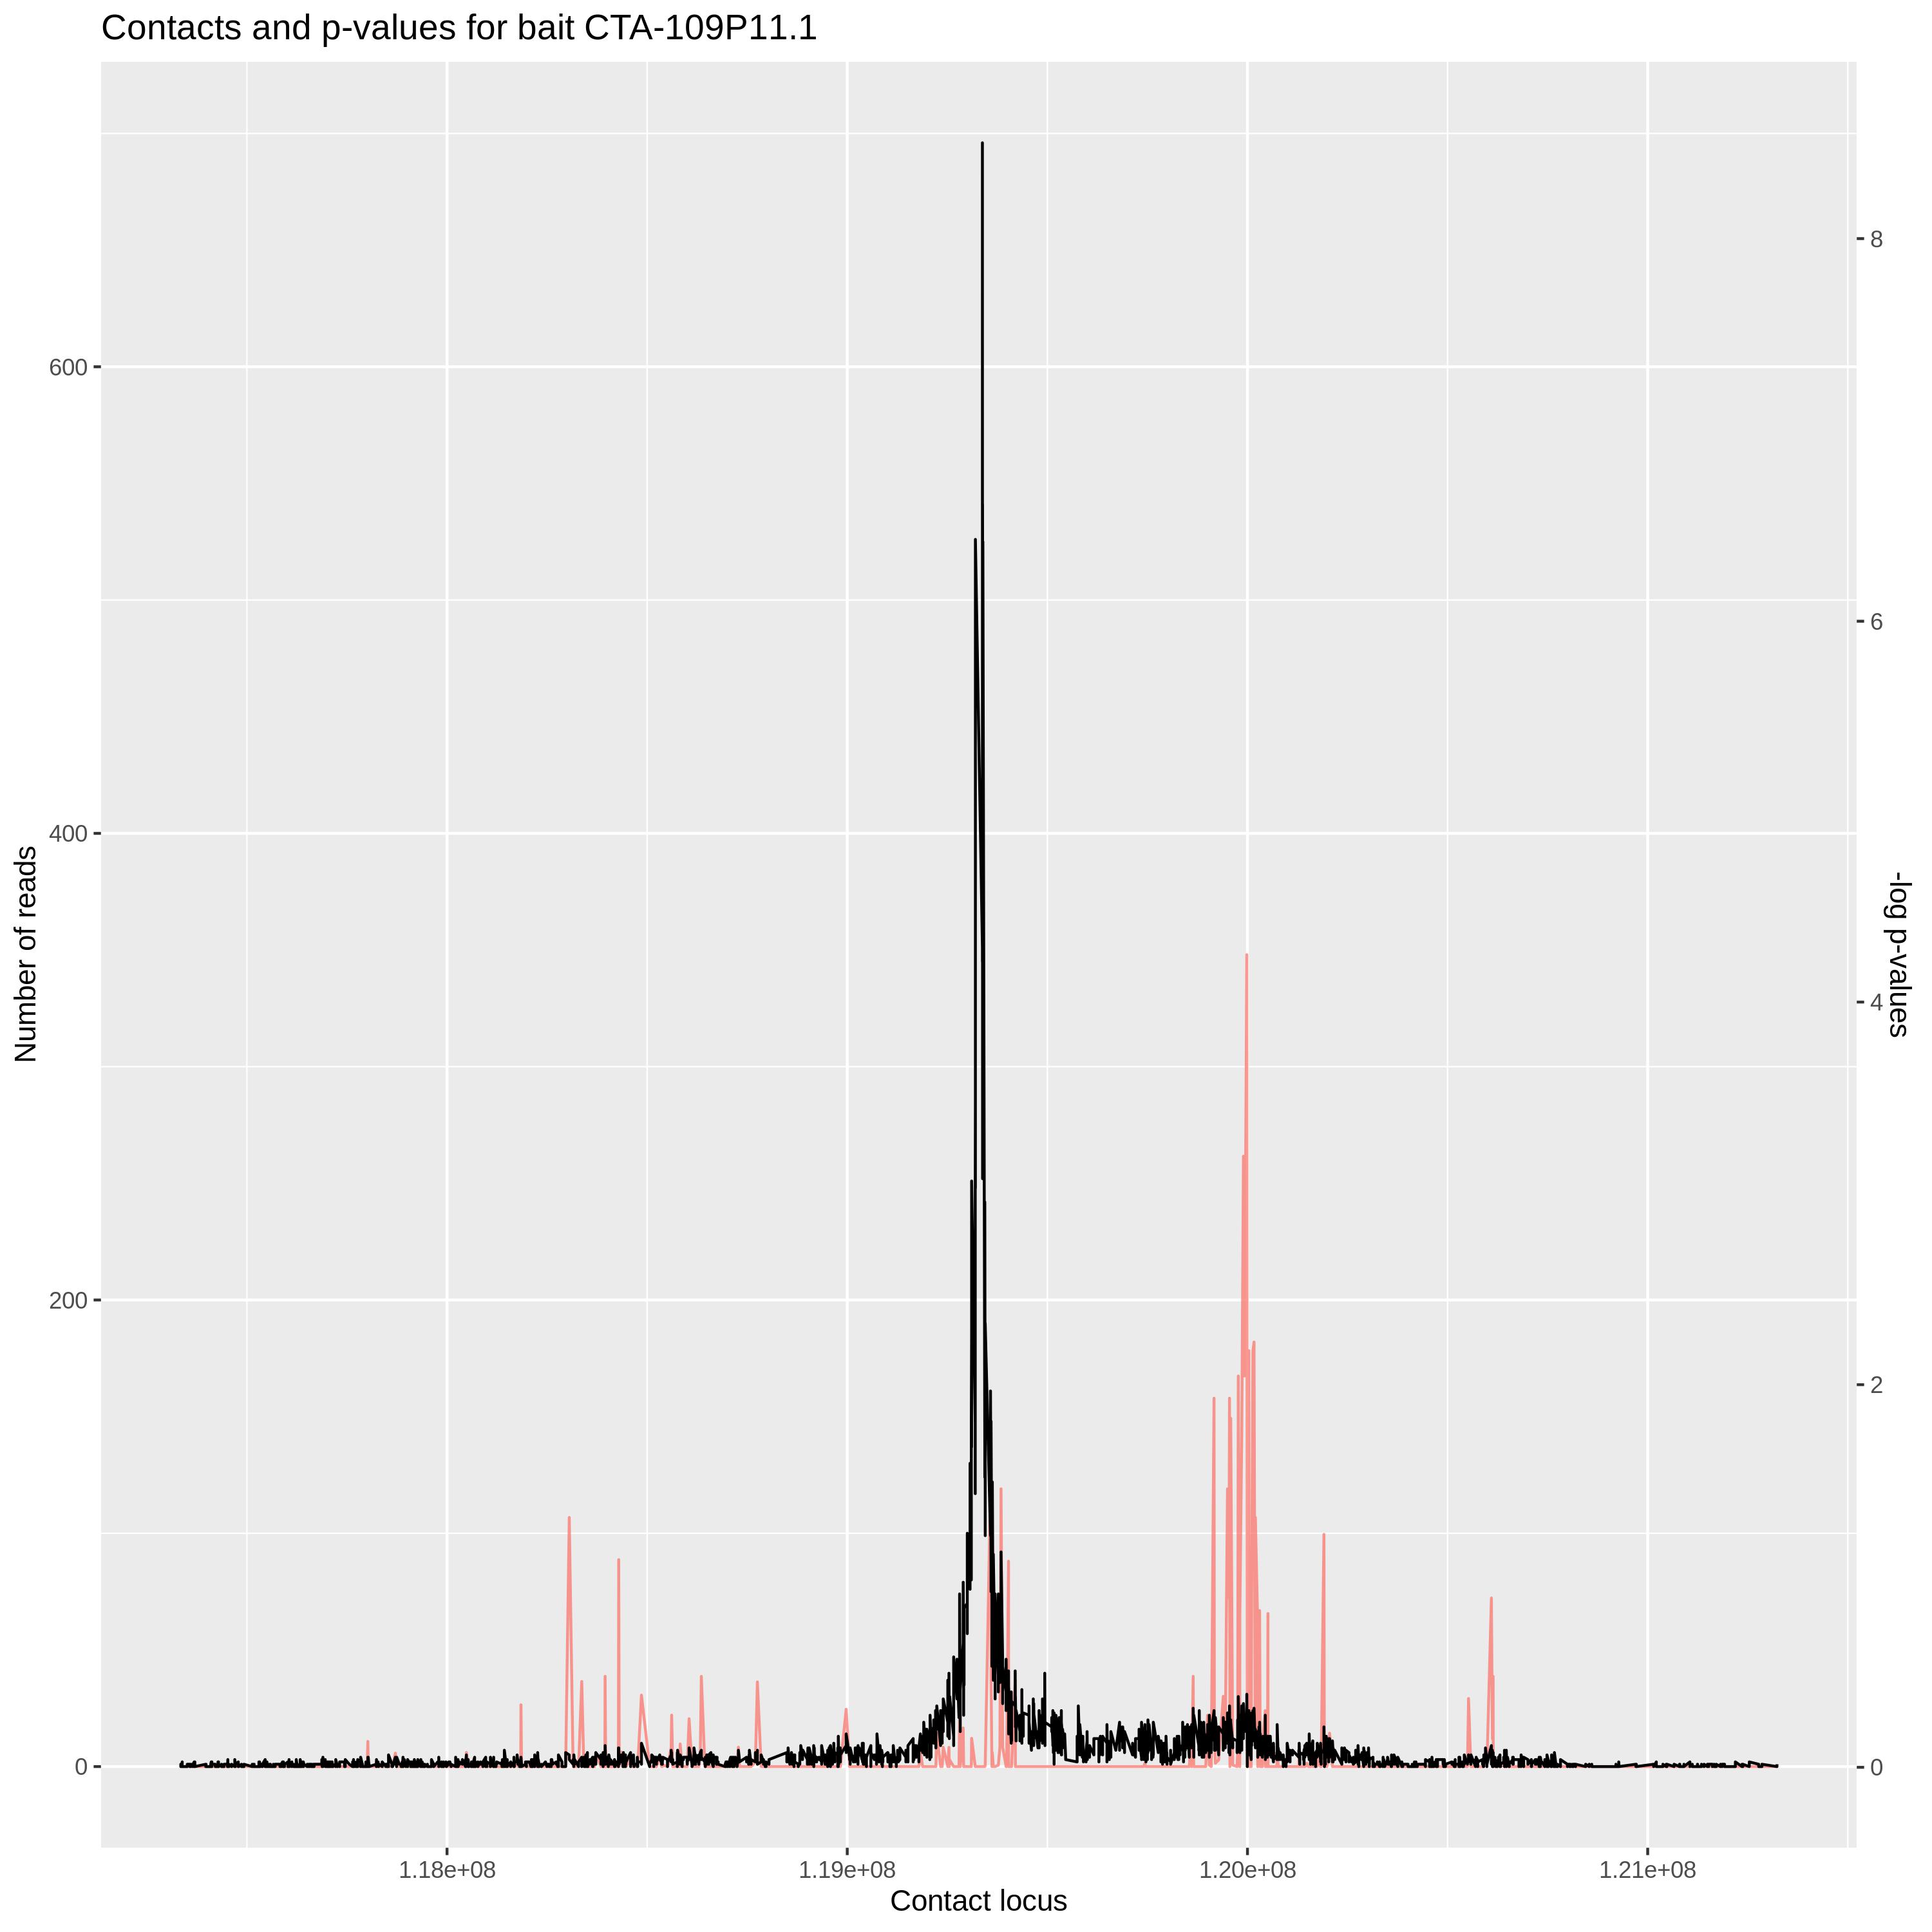 Contacts and p-values for bait CTA-109P11.1
Number of reads
600
400
200
0
8
6
4
2
0
-log p-values
1.18e+08
1.19e+08
1.20e+08
1.21e+08
Contact locus